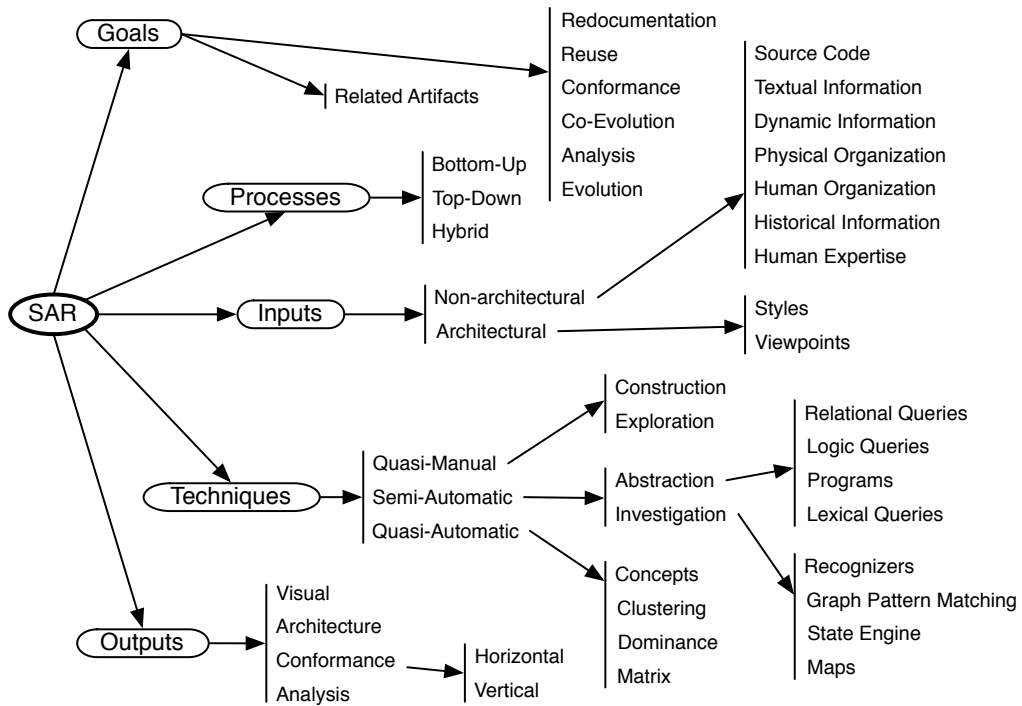 Goals
Related Artifacts
Redocumentation
Reuse
Conformance
Co-Evolution
Analysis
Evolution
Processes
Bottom-Up
Top-Down
Hybrid
SAR
Inputs
Non-architectural
Architectural
Source Code
Textual Information
Dynamic Information
Physical Organization
Human Organization
Historical Information
Human Expertise
Styles
Viewpoints
Techniques
Quasi-Manual
Semi-Automatic
Quasi-Automatic
Construction
Exploration
Abstraction
Investigation
Relational Queries
Logic Queries
Programs
Lexical Queries
Recognizers
Graph Pattern Matching
State Engine
Maps
Concepts
Clustering
Dominance
Matrix
Outputs
Visual
Architecture
Conformance
Analysis
Horizontal
Vertical